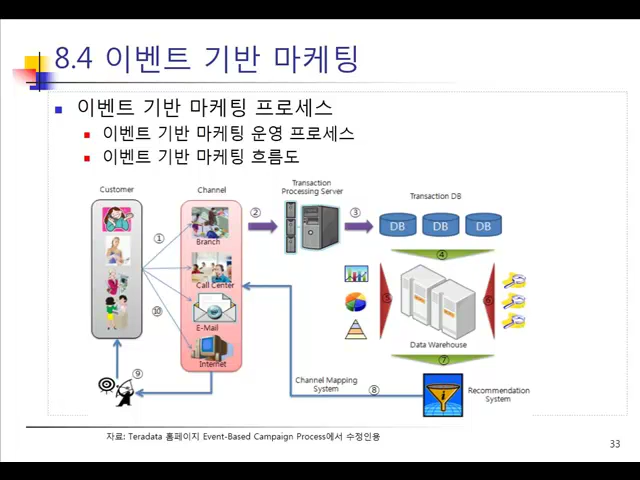 8.4 이벤트 기반 마케팅
이벤트 기반 마케팅 프로세스
이벤트 기반 마케팅 운영 프로세스
이벤트 기반 마케팅 흐름도
Customer
Channel
Transaction
Processing Server
Transaction DB
①
②
③
Branch
DB DB DB
④
Call Center
⑤
⑥
⑩
E-Mail
Internet
Data Warehouse
⑦
⑨
Channel Mapping
System
⑧
Recommendation
System
자료: Teradata 홈페이지 Event-Based Campaign Process에서 수정인용
33